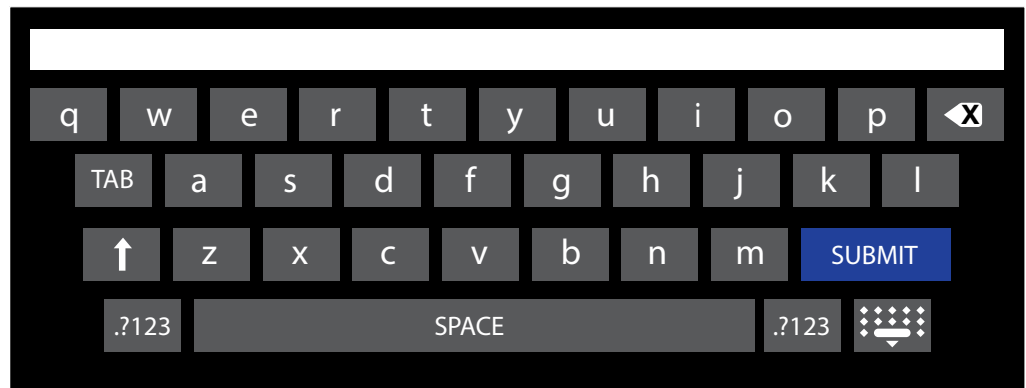 q w e r t y u i o p X
TAB a s d f g h j k l
z x c v b n m SUBMIT
.?123 SPACE .?123